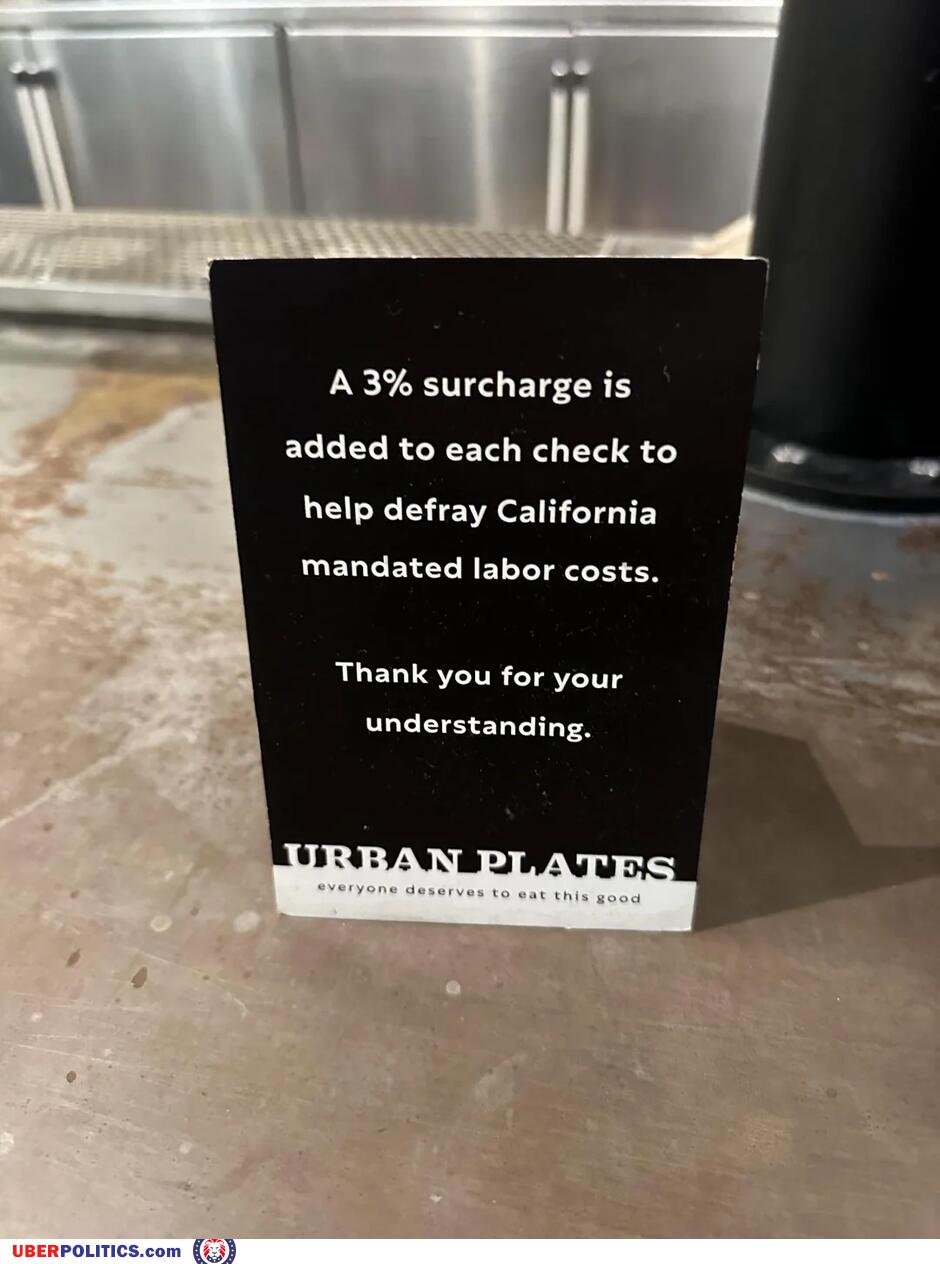 A 3% surcharge is
added to each check to
help defray California
mandated labor costs.
Thank you for your
understanding.
URBAN PLATES
everyone deserves to eat this good
UBERPOLITICS.com